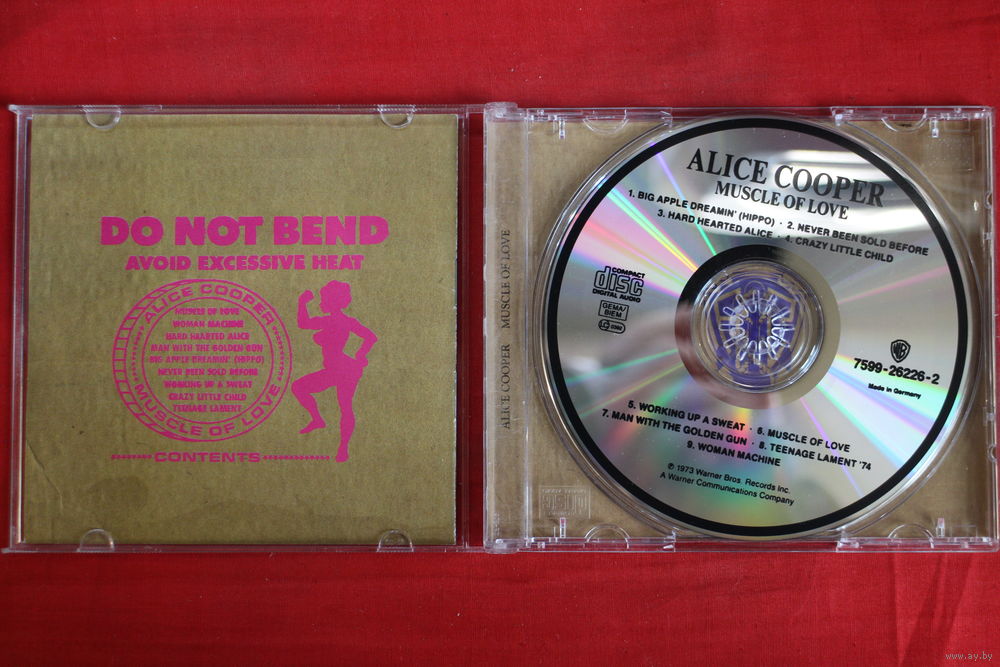 DO NOT BEND
AVOID EXCESSIVE HEAT
ALICE COOPER
MUSCLE OF LOVE
WOMAN MACHINE
HARD HEARTED ALICE
MAN WITH THE GOLDEN GUN
BIG APPLE DREAMIN' (HIPPO)
NEVER BEEN SOLD BEFORE
WORKING UP A SWEAT
CRAZY LITTLE CHILD
TEENAGE LAMENT
MUSCLE OF LOVE
CONTENTS
ALICE COOPER MUSCLE OF LOVE
ALICE COOPER
MUSCLE OF LOVE
1. BIG APPLE DREAMIN' (HIPPO) · 2. NEVER BEEN SOLD BEFORE
3. HARD HEARTED ALICE · 4. CRAZY LITTLE CHILD
COMPACT
disc
DIGITAL AUDIO
GEMA/
BIEM
LC 0392
7599-26226-2
Made in Germany
5. WORKING UP A SWEAT · 6. MUSCLE OF LOVE
7. MAN WITH THE GOLDEN GUN · 8. TEENAGE LAMENT '74
9. WOMAN MACHINE
℗ 1973 Warner Bros. Records Inc.
A Warner Communications Company
www.ay.by